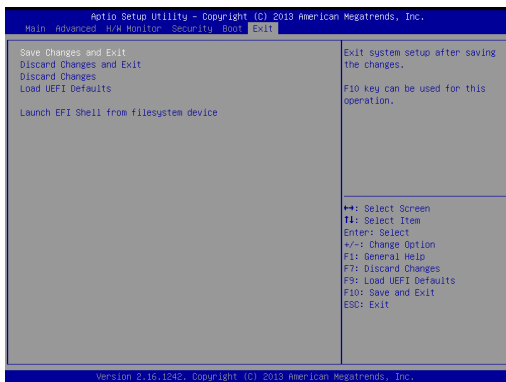 Aptio Setup Utility – Copyright (C) 2013 American Megatrends, Inc.
Main Advanced H/W Monitor Security Boot Exit
Save Changes and Exit
Discard Changes and Exit
Discard Changes
Load UEFI Defaults
Launch EFI Shell from filesystem device
Exit system setup after saving
the changes.
F10 key can be used for this
operation.
↔: Select Screen
↑↓: Select Item
Enter: Select
+/-: Change Option
F1: General Help
F7: Discard Changes
F9: Load UEFI Defaults
F10: Save and Exit
ESC: Exit
Version 2.16.1242. Copyright (C) 2013 American Megatrends, Inc.